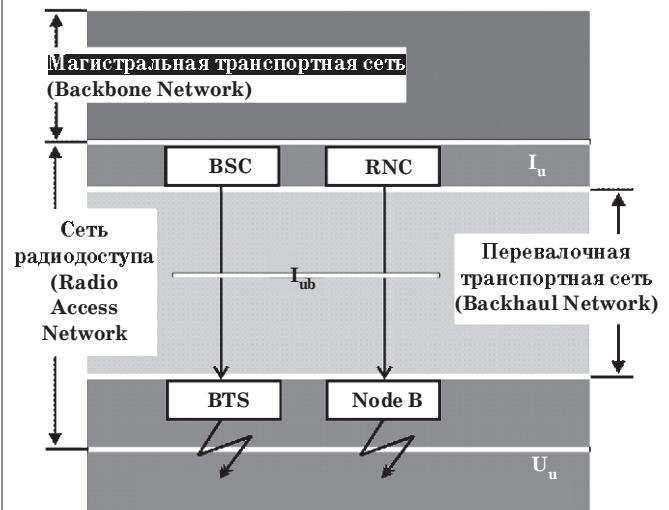 Магистральная транспортная сеть
(Backbone Network)
BSC
RNC
Iu
Сеть
радиодоступа
(Radio
Access
Network
Iub
Перевалочная
транспортная сеть
(Backhaul Network)
BTS
Node B
Uu